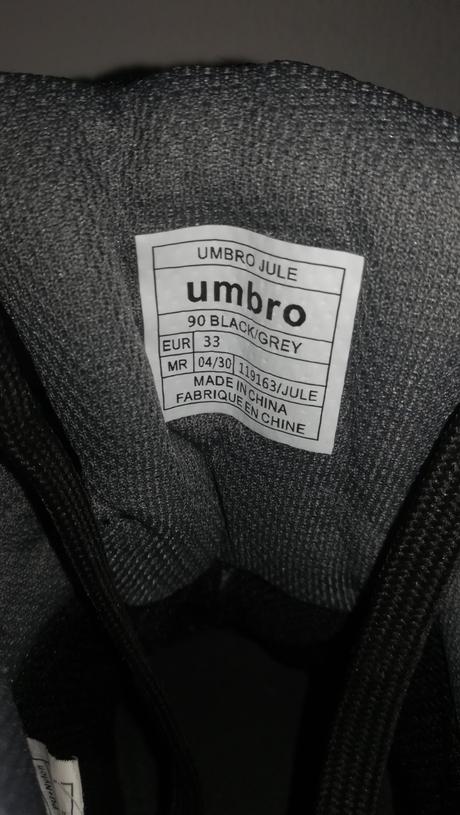 UMBRO JULE
umbro
90 BLACK/GREY
EUR 33
MR 04/30 119163/JULE
MADE IN CHINA
FABRIQUE EN CHINE